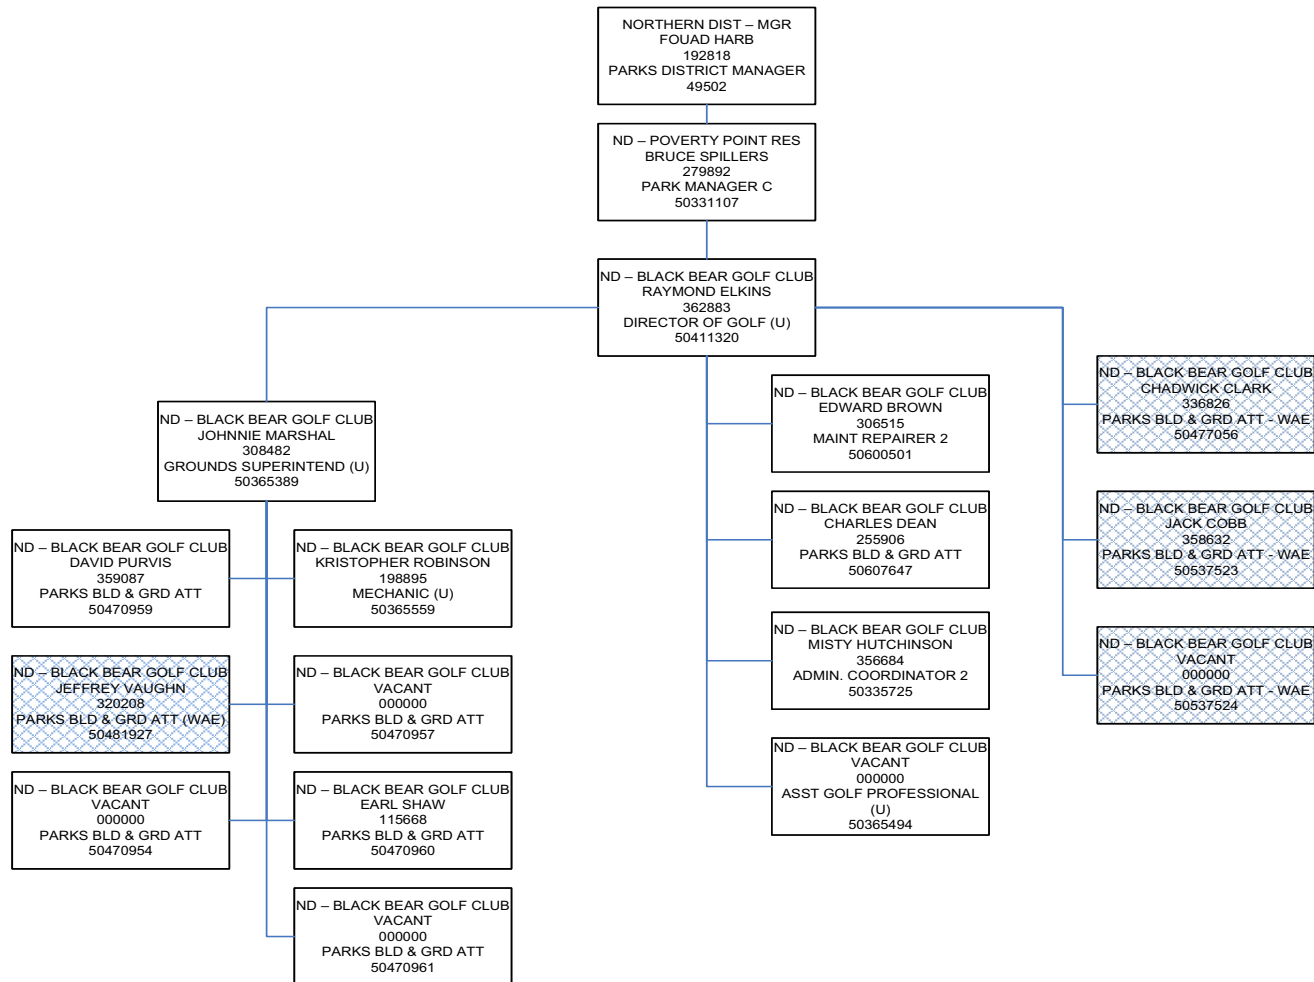 NORTHERN DIST – MGR
FOUAD HARB
192818
PARKS DISTRICT MANAGER
49502
ND – POVERTY POINT RES
BRUCE SPILLERS
279892
PARK MANAGER C
50331107
ND – BLACK BEAR GOLF CLUB
RAYMOND ELKINS
362883
DIRECTOR OF GOLF (U)
50411320
ND – BLACK BEAR GOLF CLUB
JOHNNIE MARSHAL
308482
GROUNDS SUPERINTEND (U)
50365389
ND – BLACK BEAR GOLF CLUB
DAVID PURVIS
359087
PARKS BLD & GRD ATT
50470959
ND – BLACK BEAR GOLF CLUB
KRISTOPHER ROBINSON
198895
MECHANIC (U)
50365559
ND – BLACK BEAR GOLF CLUB
JEFFREY VAUGHN
320208
PARKS BLD & GRD ATT (WAE)
50481927
ND – BLACK BEAR GOLF CLUB
VACANT
000000
PARKS BLD & GRD ATT
50470957
ND – BLACK BEAR GOLF CLUB
VACANT
000000
PARKS BLD & GRD ATT
50470954
ND – BLACK BEAR GOLF CLUB
EARL SHAW
115668
PARKS BLD & GRD ATT
50470960
ND – BLACK BEAR GOLF CLUB
VACANT
000000
PARKS BLD & GRD ATT
50470961
ND – BLACK BEAR GOLF CLUB
EDWARD BROWN
306515
MAINT REPAIRER 2
50600501
ND – BLACK BEAR GOLF CLUB
CHARLES DEAN
255906
PARKS BLD & GRD ATT
50607647
ND – BLACK BEAR GOLF CLUB
MISTY HUTCHINSON
356684
ADMIN. COORDINATOR 2
50335725
ND – BLACK BEAR GOLF CLUB
VACANT
000000
ASST GOLF PROFESSIONAL
(U)
50365494
ND – BLACK BEAR GOLF CLUB
CHADWICK CLARK
336826
PARKS BLD & GRD ATT - WAE
50477056
ND – BLACK BEAR GOLF CLUB
JACK COBB
358632
PARKS BLD & GRD ATT - WAE
50537523
ND – BLACK BEAR GOLF CLUB
VACANT
000000
PARKS BLD & GRD ATT - WAE
50537524